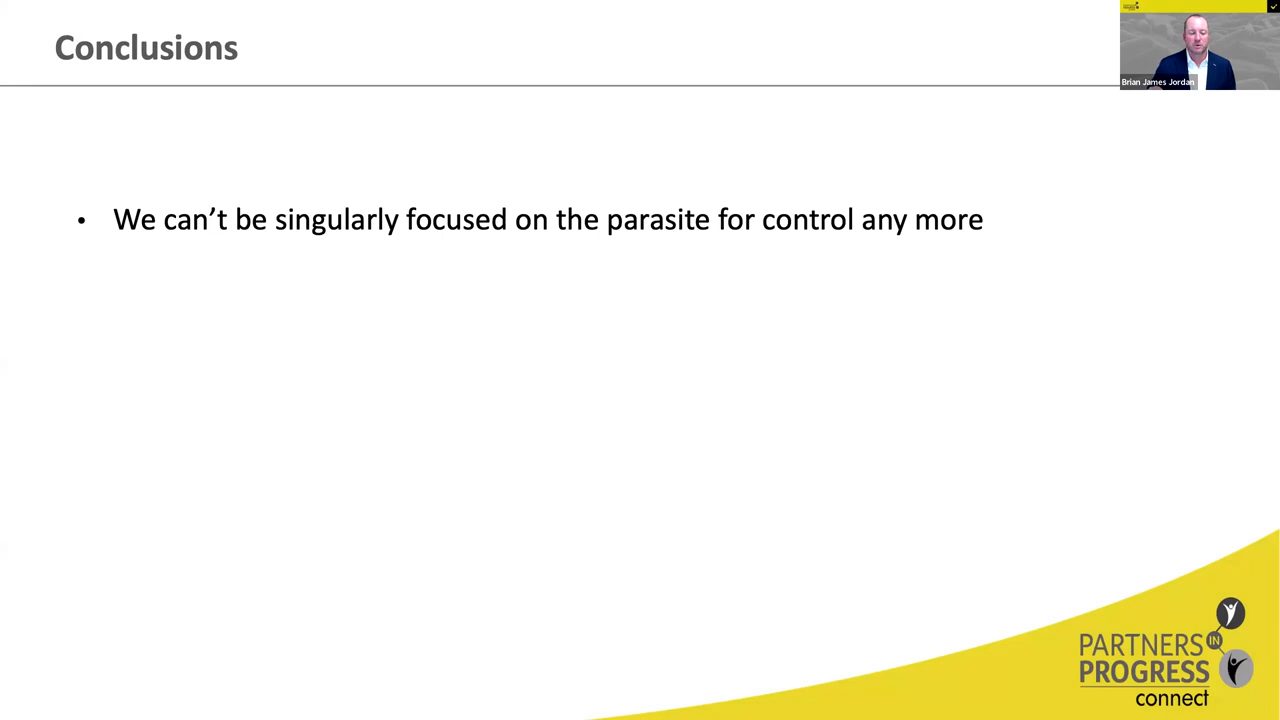 Conclusions
Brian James Jordan
• We can’t be singularly focused on the parasite for control any more
PARTNERS IN
PROGRESS
connect